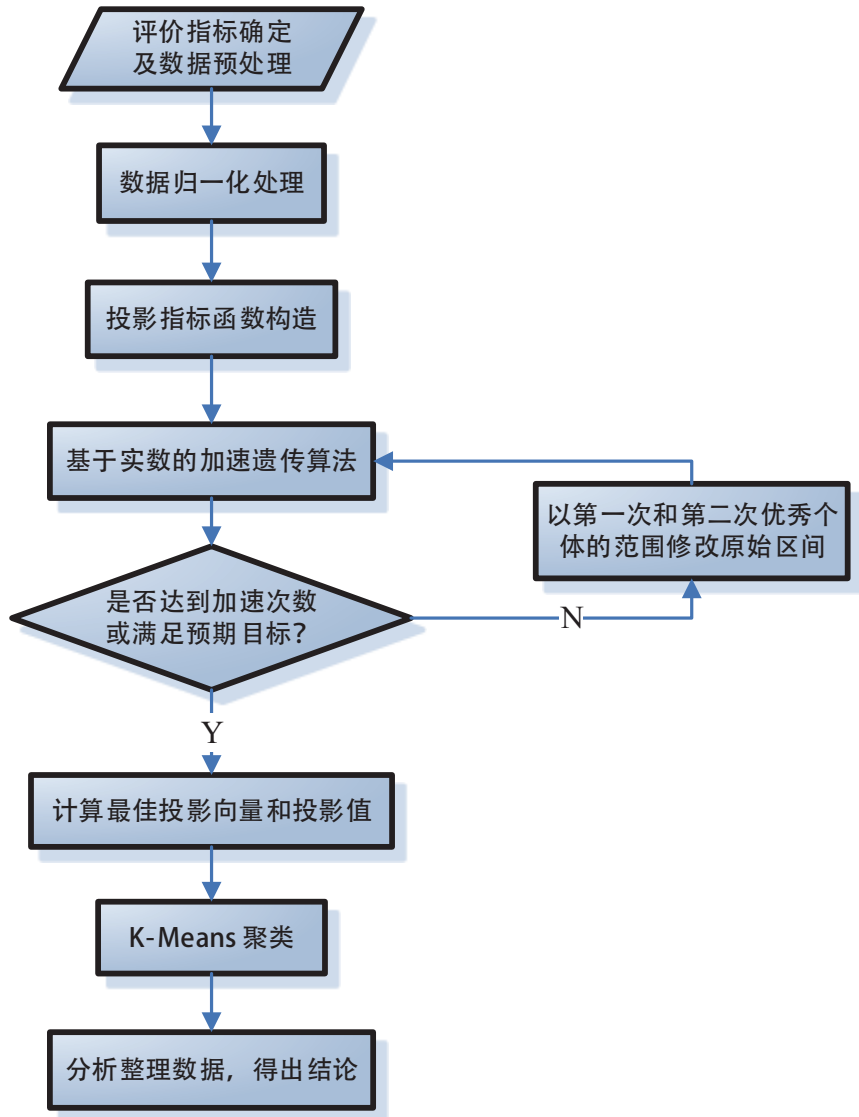 评价指标确定
及数据预处理
数据归一化处理
投影指标函数构造
基于实数的加速遗传算法
以第一次和第二次优秀个
体的范围修改原始区间
是否达到加速次数
或满足预期目标？
N
Y
计算最佳投影向量和投影值
K-Means 聚类
分析整理数据，得出结论